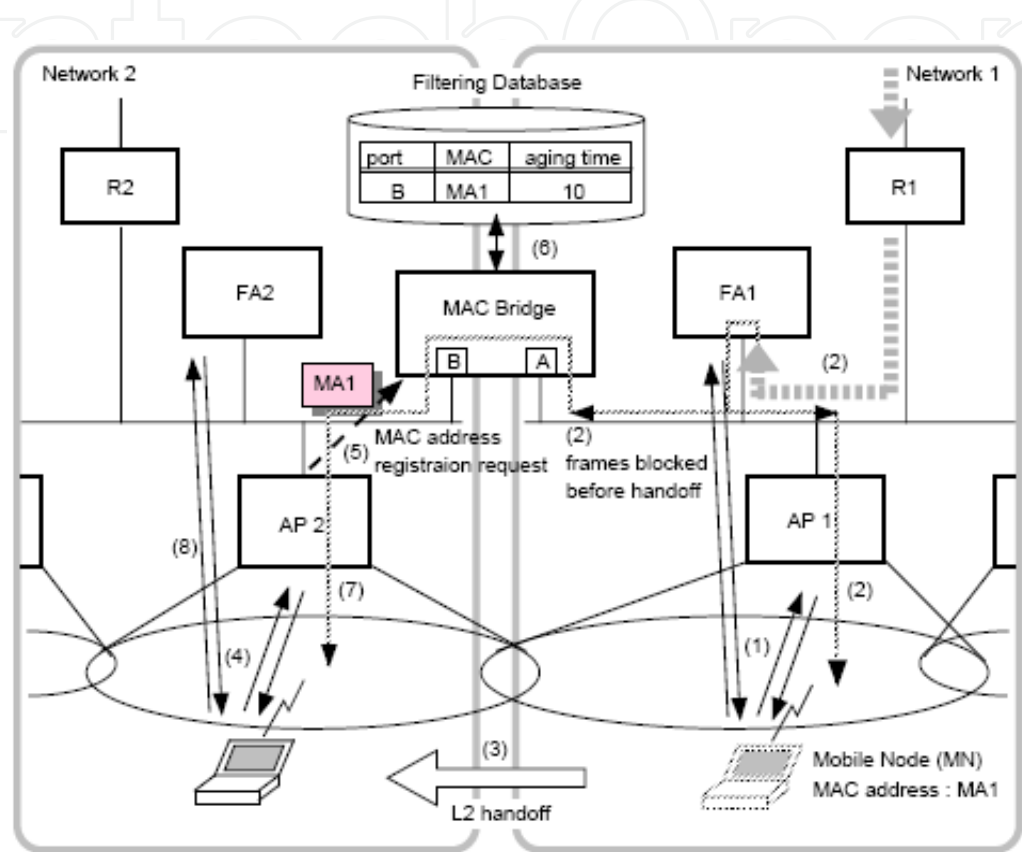 Network 2
Filtering Database
Network 1
port MAC aging time
B MA1 10
R2
R1
(6)
FA2
MAC Bridge
FA1
B
A
MA1
(2)
(5)
MAC address
registraion request
(2)
frames blocked
before handoff
AP 2
AP 1
(8)
(7)
(2)
(4)
(1)
(3)
L2 handoff
Mobile Node (MN)
MAC address : MA1